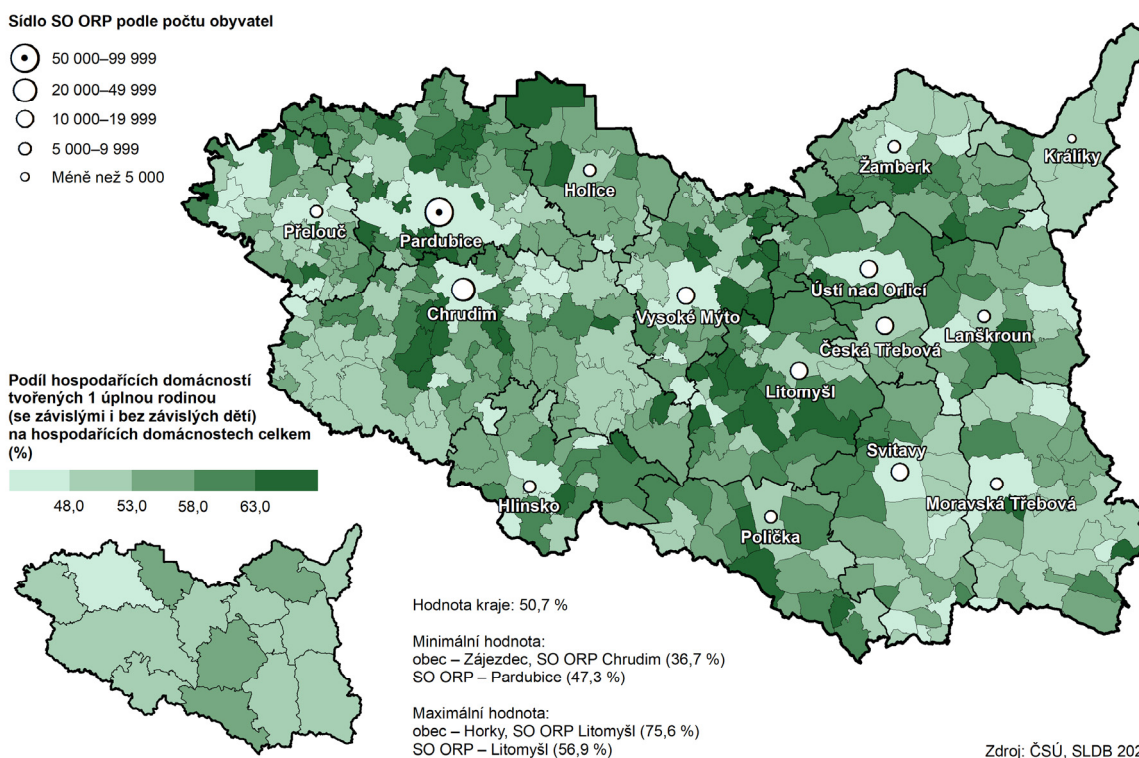 Sídlo SO ORP podle počtu obyvatel
50 000–99 999
20 000–49 999
10 000–19 999
5 000–9 999
Méně než 5 000
Králíky
Žamberk
Holice
Přelouč
Pardubice
Ústí nad Orlicí
Chrudim
Vysoké Mýto
Lanškroun
Česká Třebová
Litomyšl
Svitavy
Moravská Třebová
Hlinsko
Polička
Podíl hospodařících domácností
tvořených 1 úplnou rodinou
(se závislými i bez závislých dětí)
na hospodařících domácnostech celkem
(%)
48,0 53,0 58,0 63,0
Hodnota kraje: 50,7 %
Minimální hodnota:
obec – Zájezdec, SO ORP Chrudim (36,7 %)
SO ORP – Pardubice (47,3 %)
Maximální hodnota:
obec – Horky, SO ORP Litomyšl (75,6 %)
SO ORP – Litomyšl (56,9 %)
Zdroj: ČSÚ, SLDB 202